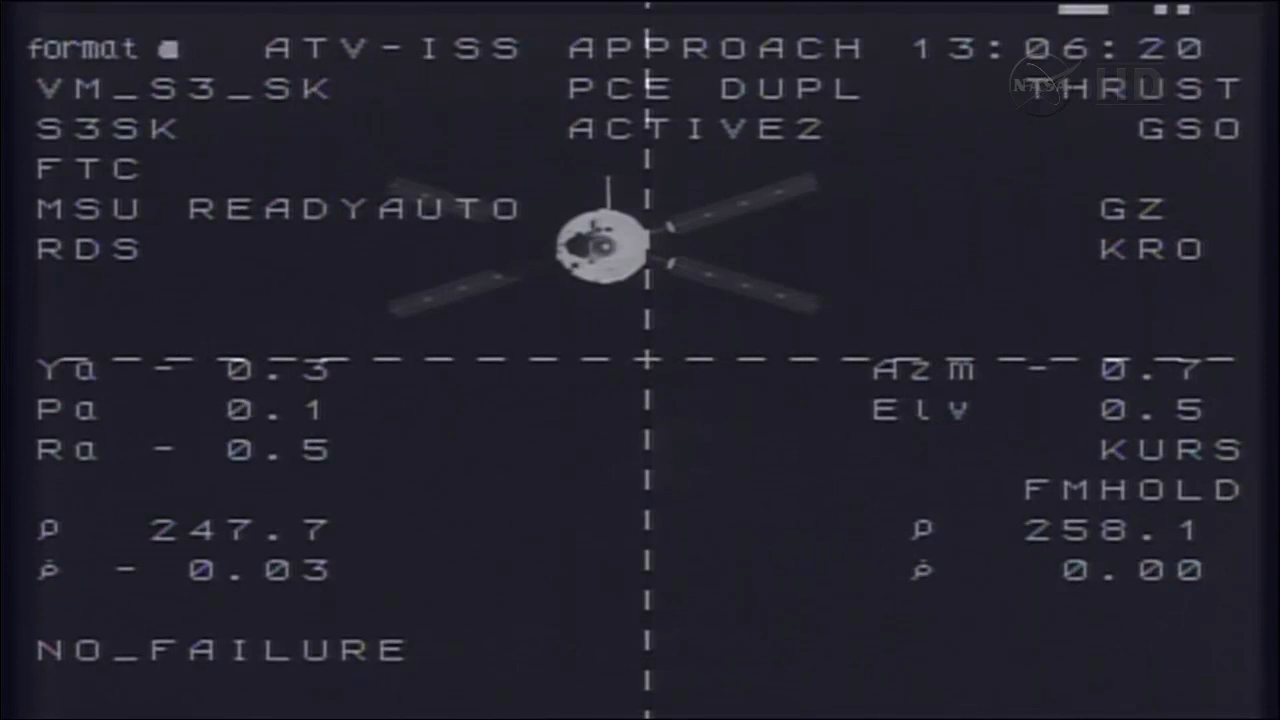 format ATV-ISS APPROACH 13:06:20
VM_S3_SK PCE DUPL THRUST
NASA HD
S3SK ACTIVE2 GSO
FTC
MSU READYAUTO GZ
RDS KRO
Ya - 0.3 Azm - 0.7
Pa 0.1 Elv 0.5
Ra - 0.5 KURS
FMHOLD
ρ 247.7 ρ 258.1
ρ̇ - 0.03 ρ̇ 0.00
NO_FAILURE